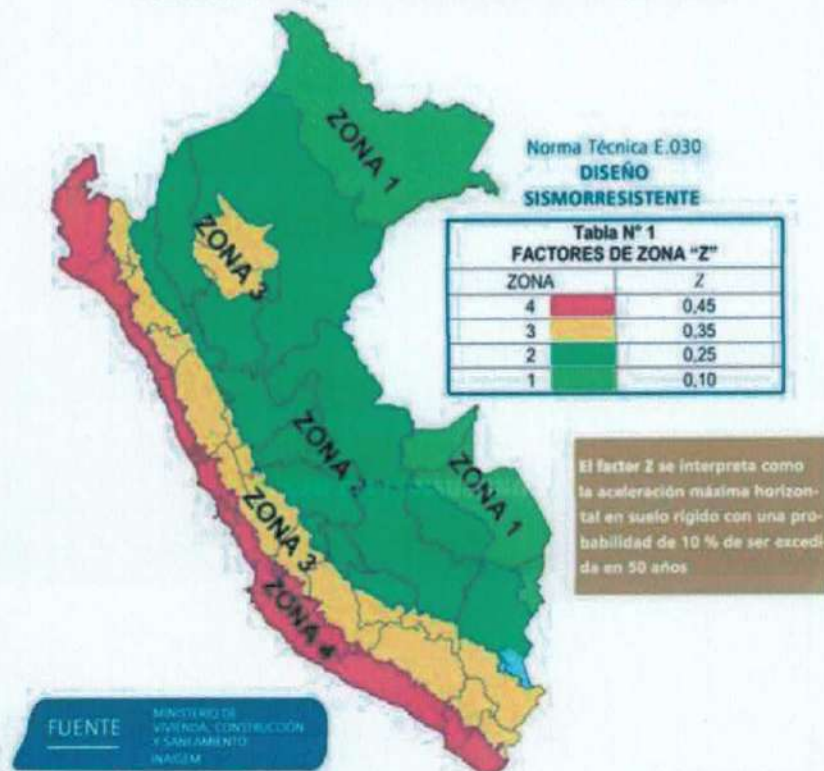 ZONA 1
ZONA 3
ZONA 2
ZONA 1
ZONA 3
ZONA 4
Norma Técnica E.030
DISEÑO
SISMORRESISTENTE
Tabla N° 1
FACTORES DE ZONA "Z"
ZONA Z
4 0,45
3 0,35
2 0,25
1 0,10
El factor Z se interpreta como
la aceleración máxima horizon-
tal en suelo rígido con una pro-
babilidad de 10 % de ser excedi-
da en 50 años
FUENTE
MINISTERIO DE
VIVIENDA, CONSTRUCCIÓN
Y SANEAMIENTO
INAIGEM